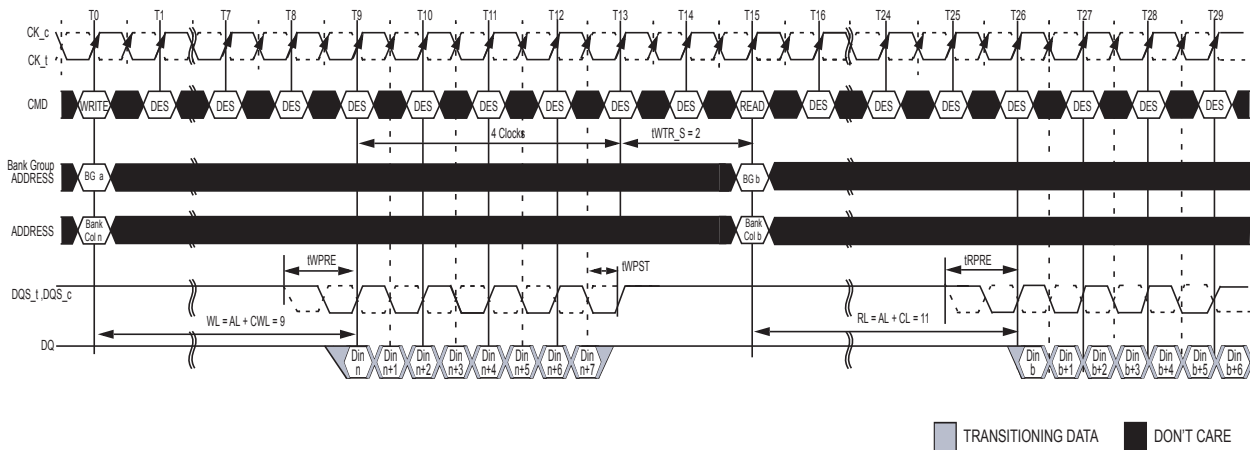 T0 T1 T7 T8 T9 T10 T11 T12 T13 T14 T15 T16 T24 T25 T26 T27 T28 T29
CK_c
CK_t
CMD WRITE DES DES DES DES DES DES DES DES DES READ DES DES DES DES DES DES DES
4 Clocks tWTR_S = 2
Bank Group
ADDRESS BG a BG b
ADDRESS Bank Col n Bank Col b
tWPRE tWPST tRPRE
DQS_t ,DQS_c
WL = AL + CWL = 9 RL = AL + CL = 11
DQ Din n Din n+1 Din n+2 Din n+3 Din n+4 Din n+5 Din n+6 Din n+7 Din b Din b+1 Din b+2 Din b+3 Din b+4 Din b+5 Din b+6
TRANSITIONING DATA DON'T CARE